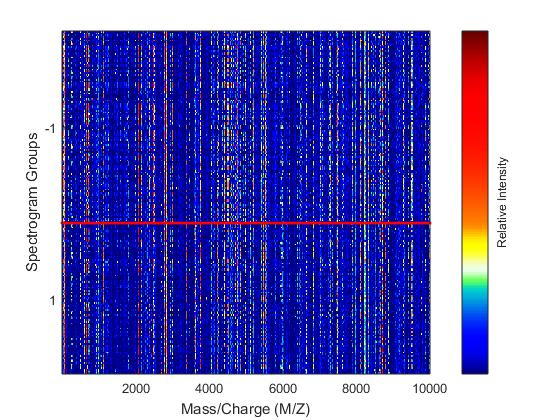 Spectrogram Groups
-1
1
2000 4000 6000 8000 10000
Mass/Charge (M/Z)
Relative Intensity